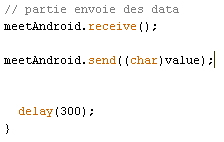 // partie envoie des data
meetAndroid.receive();
meetAndroid.send((char)value);
delay(300);
}